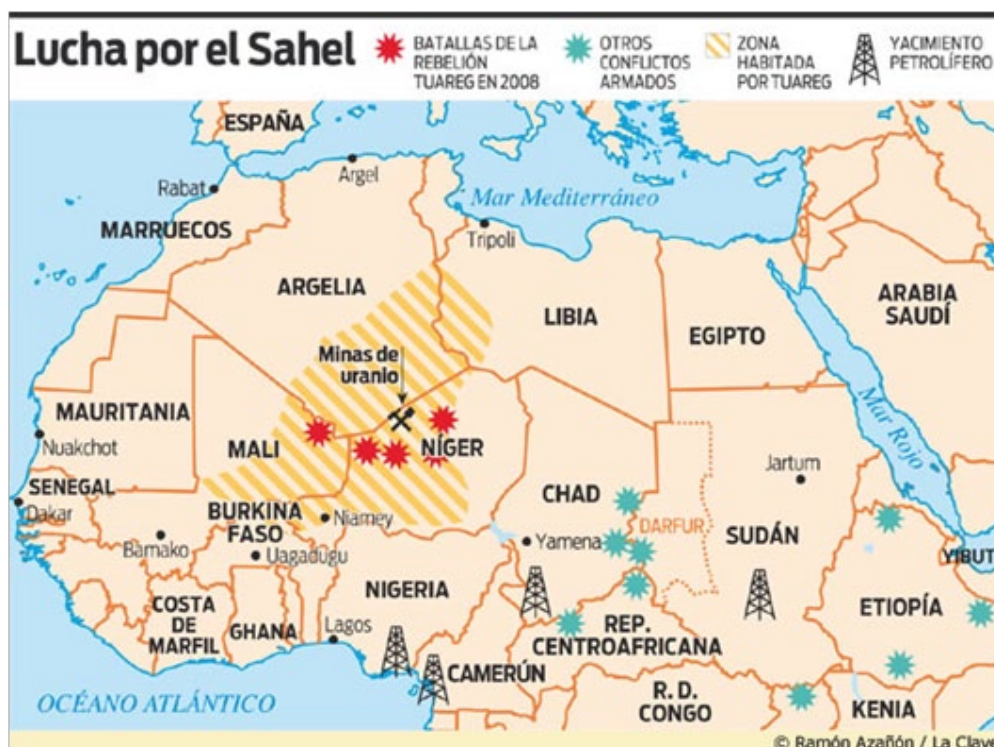 Lucha por el Sahel
BATALLAS DE LA
REBELIÓN
TUAREG EN 2008
OTROS
CONFLICTOS
ARMADOS
ZONA
HABITADA
POR TUAREG
YACIMIENTO
PETROLÍFERO
ESPAÑA
Argel
Rabat
Mar Mediterráneo
MARRUECOS
Tripoli
ARGELIA
LIBIA
EGIPTO
ARABIA
SAUDÍ
Minas de
uranio
MAURITANIA
Nuakchot
MALI
NÍGER
Mar Rojo
Jartum
SENEGAL
Dakar
CHAD
BURKINA
FASO
Niamey
DARFUR
SUDÁN
Bamako
Uagadugu
Yamena
YIBUT
NIGERIA
ETIOPÍA
COSTA
DE
MARFIL
GHANA
Lagos
REP.
CENTROAFRICANA
CAMERÚN
OCÉANO ATLÁNTICO
R. D.
CONGO
KENIA
© Ramón Azañón / La Clave